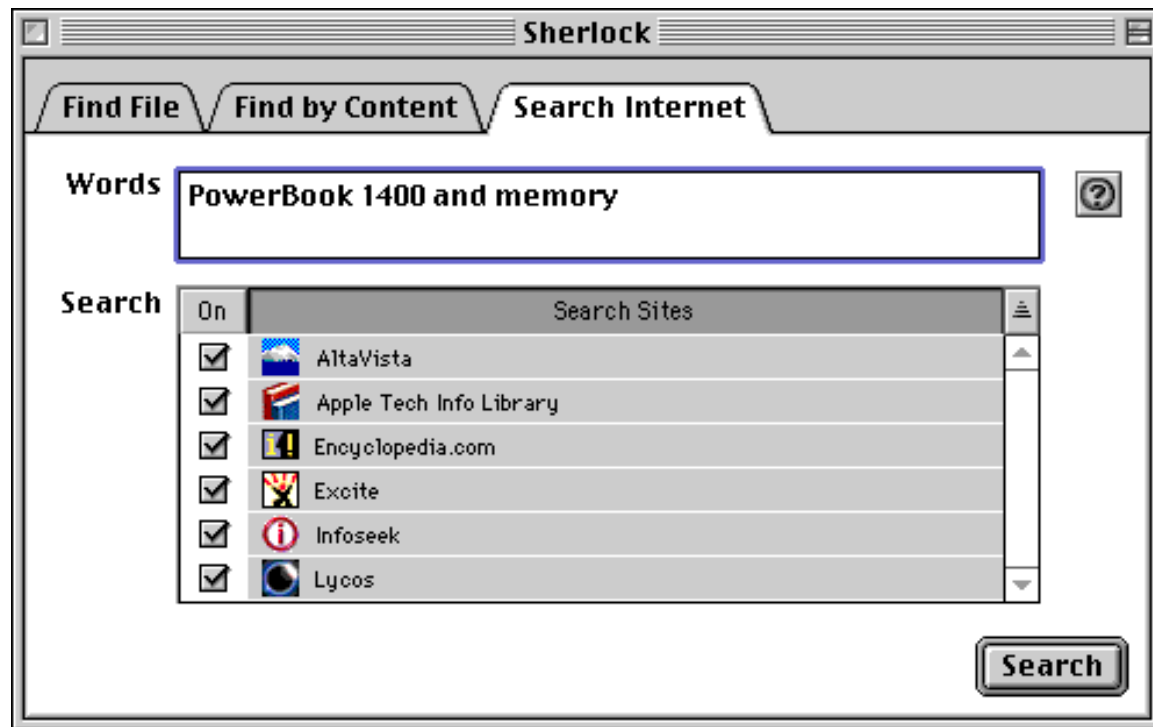 Sherlock
Find File Find by Content Search Internet
Words PowerBook 1400 and memory
Search On Search Sites
AltaVista
Apple Tech Info Library
Encyclopedia.com
Excite
Infoseek
Lycos
Search